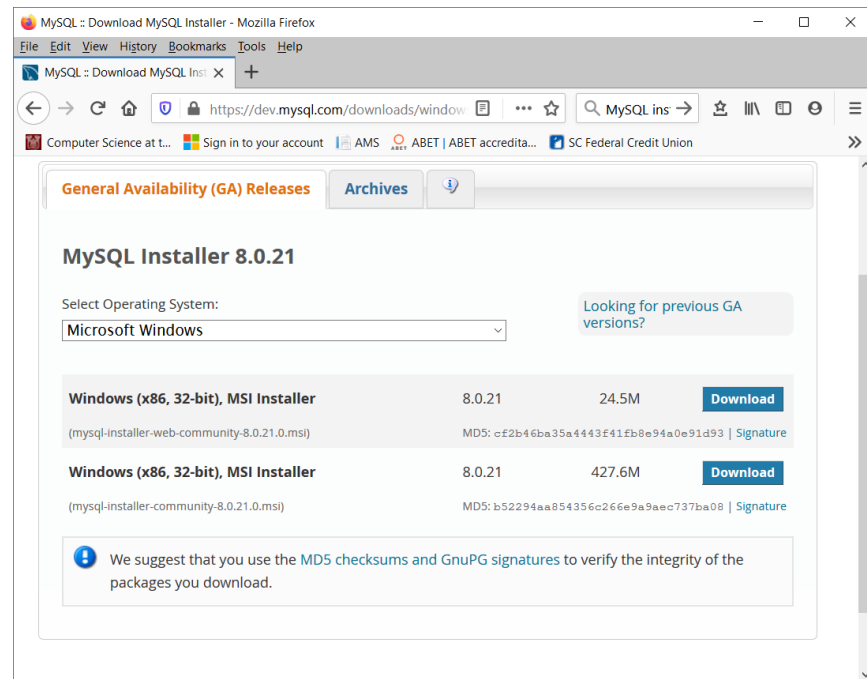 MySQL :: Download MySQL Installer - Mozilla Firefox
File Edit View History Bookmarks Tools Help
MySQL :: Download MySQL Inst
https://dev.mysql.com/downloads/window
MySQL ins
Computer Science at t... Sign in to your account AMS ABET | ABET accredita... SC Federal Credit Union
General Availability (GA) Releases Archives
MySQL Installer 8.0.21
Select Operating System:
Microsoft Windows
Looking for previous GA
versions?
Windows (x86, 32-bit), MSI Installer 8.0.21 24.5M Download
(mysql-installer-web-community-8.0.21.0.msi) MD5: cf2b46ba35a4443f41fb8e94a0e91d93 | Signature
Windows (x86, 32-bit), MSI Installer 8.0.21 427.6M Download
(mysql-installer-community-8.0.21.0.msi) MD5: b52294aa854356c266e9a9aec737ba08 | Signature
We suggest that you use the MD5 checksums and GnuPG signatures to verify the integrity of the
packages you download.